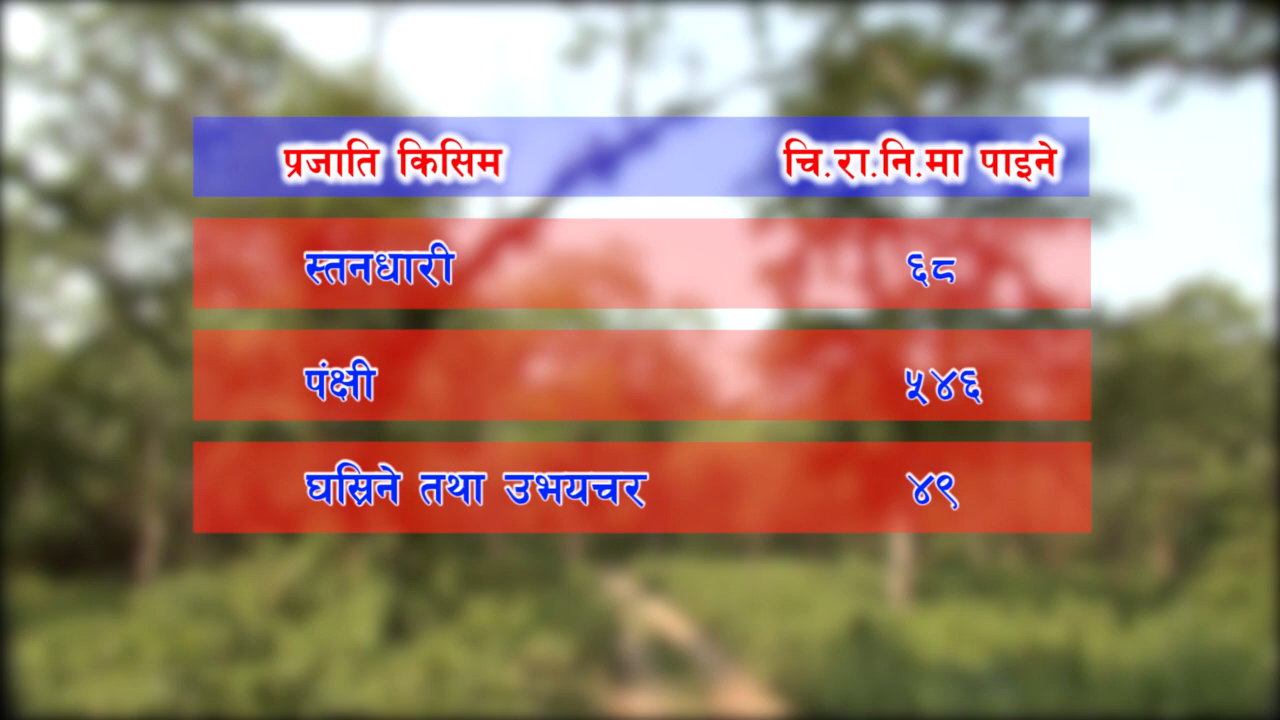 प्रजाति किसिम चि.रा.नि.मा पाइने
स्तनधारी ६८
पंक्षी ५४६
घस्रिने तथा उभयचर ४९